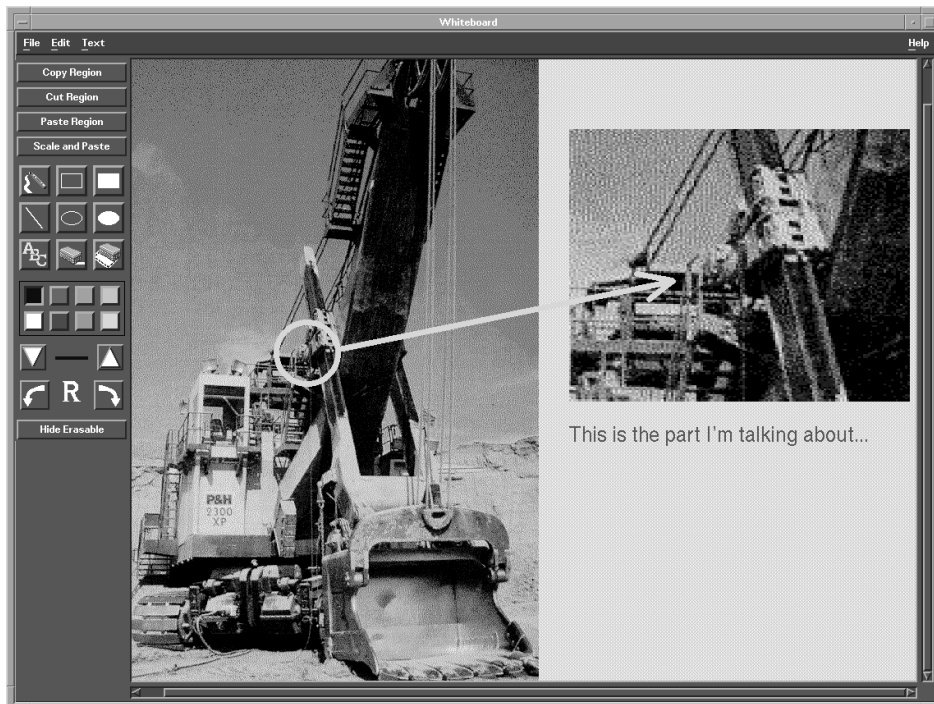 Whiteboard
File Edit Text Help
Copy Region
Cut Region
Paste Region
Scale and Paste
ABC
R
Hide Erasable
P&H
2300
XP
This is the part I'm talking about...